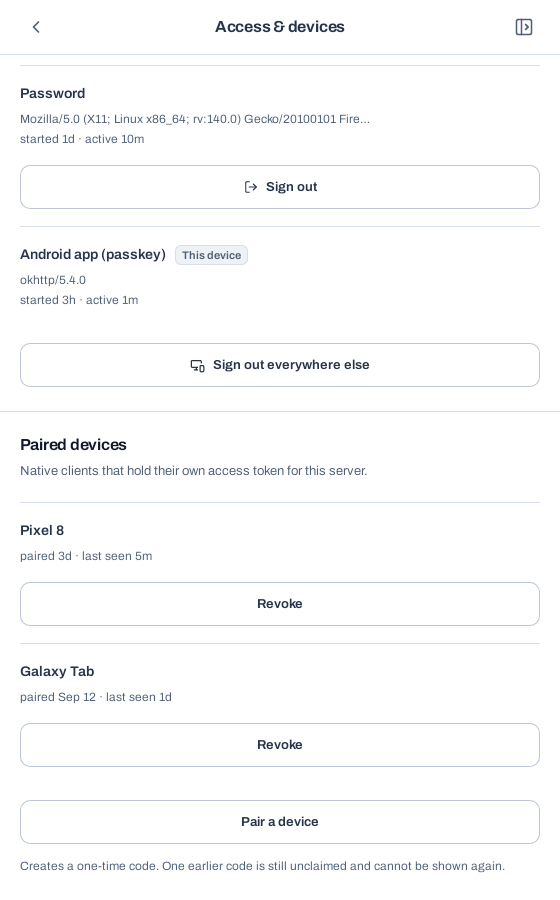 Access & devices
Password
Mozilla/5.0 (X11; Linux x86_64; rv:140.0) Gecko/20100101 Fire...
started 1d · active 10m
Sign out
Android app (passkey) This device
okhttp/5.4.0
started 3h · active 1m
Sign out everywhere else
Paired devices
Native clients that hold their own access token for this server.
Pixel 8
paired 3d · last seen 5m
Revoke
Galaxy Tab
paired Sep 12 · last seen 1d
Revoke
Pair a device
Creates a one-time code. One earlier code is still unclaimed and cannot be shown again.